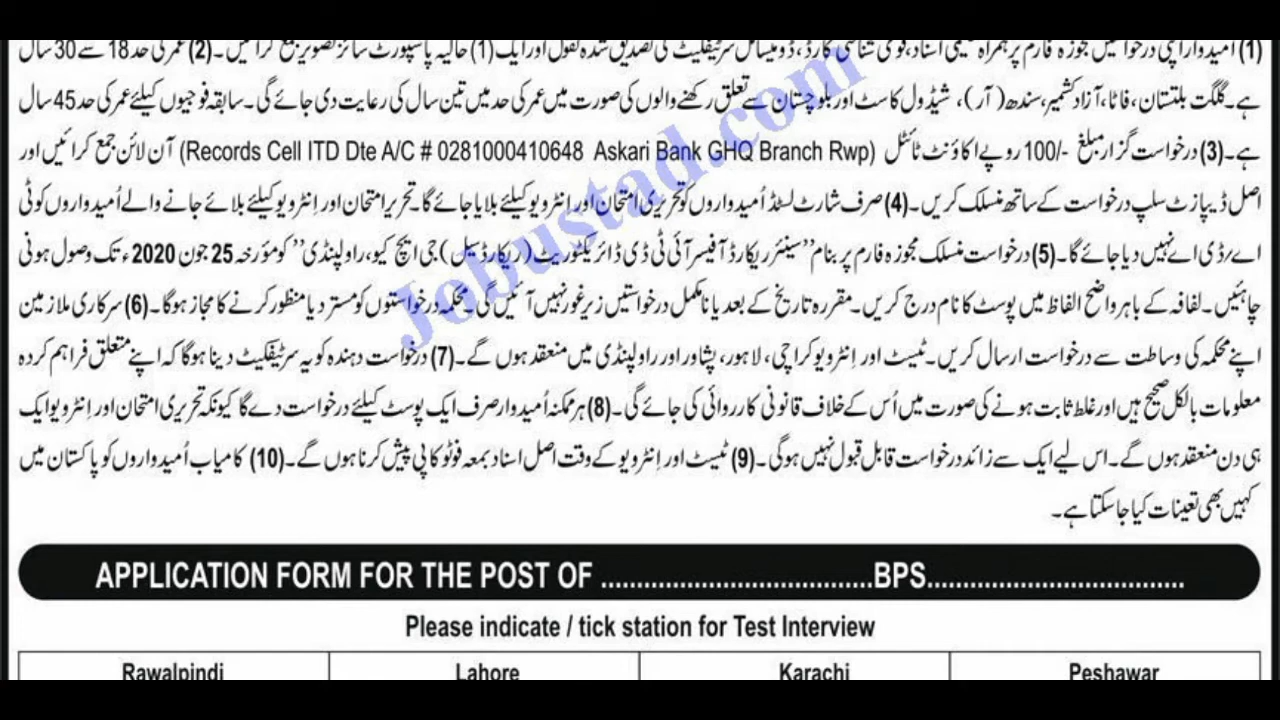 (1) امیدوار اپنی درخواستیں مجوزہ فارم پر ہمراہ تعلیمی اسناد، قومی شناختی کارڈ، ڈومیسائل سرٹیفکیٹ کی تصدیق شدہ نقول اور ایک (1) حالیہ پاسپورٹ سائز تصویر جمع کرائیں۔ (2) عمر کی حد 18 سے 30 سال
ہے۔ گلگت بلتستان، فاٹا، آزاد کشمیر، سندھ (آر)، شیڈول کاسٹ اور بلوچستان سے تعلق رکھنے والوں کی صورت میں عمر کی حد میں تین سال کی رعایت دی جائے گی۔ سابقہ فوجیوں کیلئے عمر کی حد 45 سال
ہے۔ (3) درخواست گزار مبلغ -/100 روپے اکاؤنٹ ٹائٹل (Records Cell ITD Dte A/C # 0281000410648 Askari Bank GHQ Branch Rwp) آن لائن جمع کرائیں اور
اصل ڈیپازٹ سلپ درخواست کے ساتھ منسلک کریں۔ (4) صرف شارٹ لسٹڈ اُمیدواروں کو تحریری امتحان اور انٹرویو کیلئے بلایا جائے گا۔ تحریر امتحان اور اِنٹرویو کیلئے بلائے جانے والے اُمیدواروں کو ٹی
اے/ڈی اے نہیں دیا جائے گا۔ (5) درخواست منسلک مجوزہ فارم پر بنام "سینئر ریکارڈ آفیسر آئی ٹی ڈی ڈائریکٹوریٹ (ریکارڈ سیل) جی ایچ کیو، راولپنڈی" کو مؤرخہ 25 جون 2020ء تک وصول ہونی
چاہئیں۔ لفافہ کے باہر واضح الفاظ میں پوسٹ کا نام درج کریں۔ مقررہ تاریخ کے بعد یا نامکمل درخواستیں زیرِ غور نہیں آئیں گی۔ محکمہ درخواستوں کو مسترد یا منظور کرنے کا مجاز ہوگا۔ (6) سرکاری ملازمین
اپنے محکمہ کی وساطت سے درخواست ارسال کریں۔ ٹیسٹ اور اِنٹرویو کراچی، لاہور، پشاور اور راولپنڈی میں منعقد ہوں گے۔ (7) درخواست دہندہ کو یہ سرٹیفکیٹ دینا ہوگا کہ اپنے متعلق فراہم کردہ
معلومات بالکل صحیح ہیں اور غلط ثابت ہونے کی صورت میں اُس کے خلاف قانونی کارروائی کی جائے گی۔ (8) ہر ممکنہ اُمیدوار صرف ایک پوسٹ کیلئے درخواست دے گا کیونکہ تحریری امتحان اور اِنٹرویو ایک
ہی دن منعقد ہوں گے۔ اس لیے ایک سے زائد درخواست قابل قبول نہیں ہوگی۔ (9) ٹیسٹ اور اِنٹرویو کے وقت اصل اسناد بمعہ فوٹو کاپی پیش کرنا ہوں گے۔ (10) کامیاب اُمیدواروں کو پاکستان میں
کہیں بھی تعینات کیا جا سکتا ہے۔
Jobustad.com
APPLICATION FORM FOR THE POST OF ......................................BPS....................................
Please indicate / tick station for Test Interview
Rawalpindi Lahore Karachi Peshawar